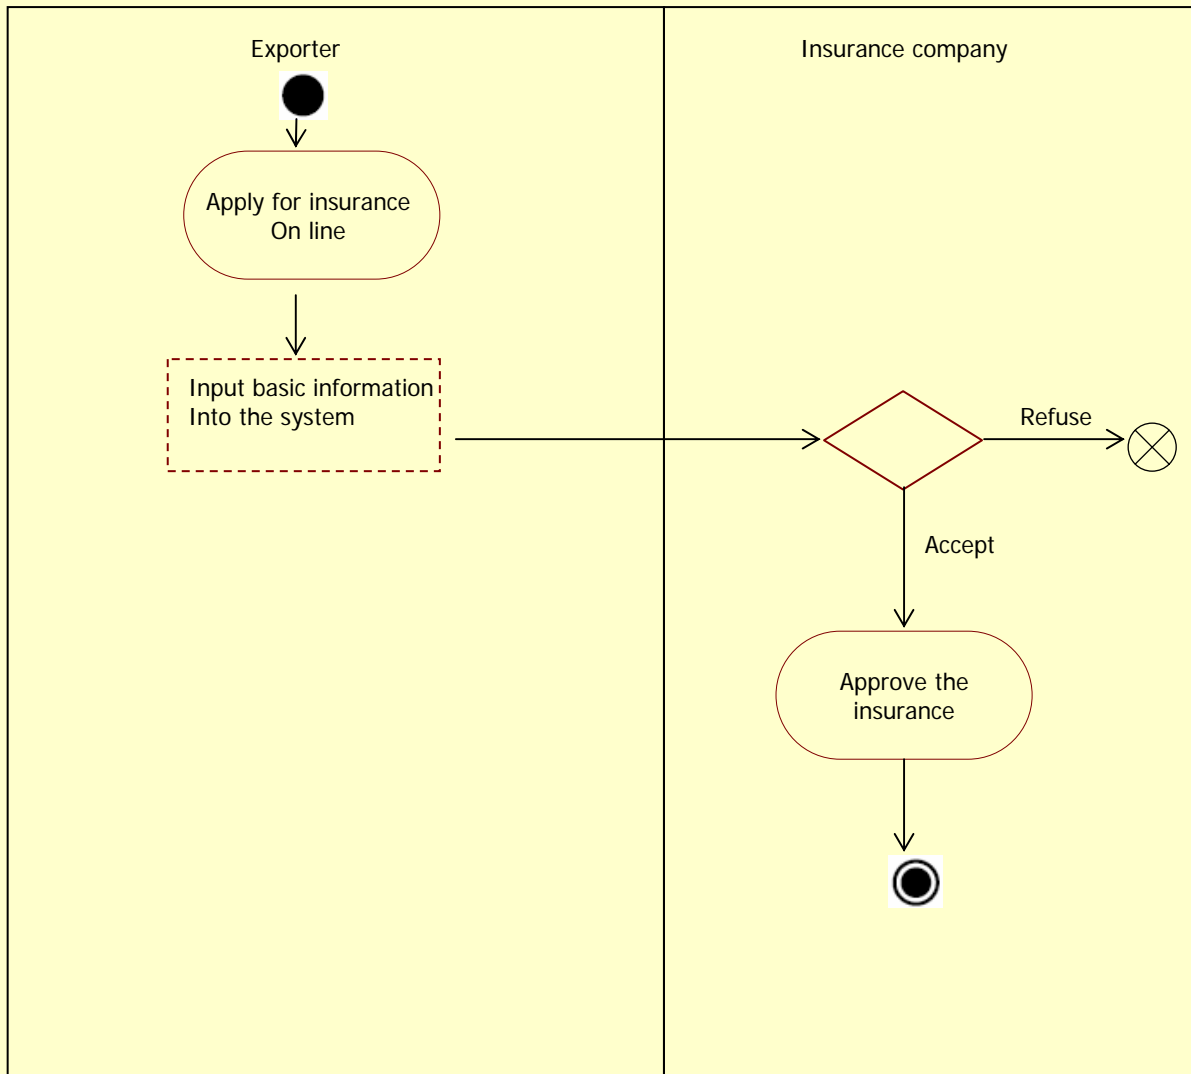 Exporter
Insurance company
Apply for insurance
On line
Input basic information
Into the system
Refuse
Accept
Approve the
insurance